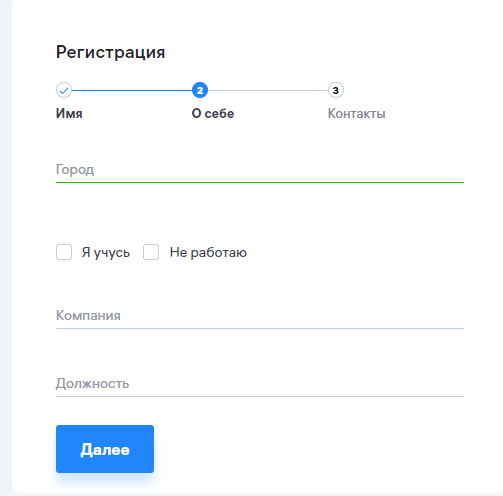 Регистрация
2 3
Имя О себе Контакты
Город
Я учусь Не работаю
Компания
Должность
Далее